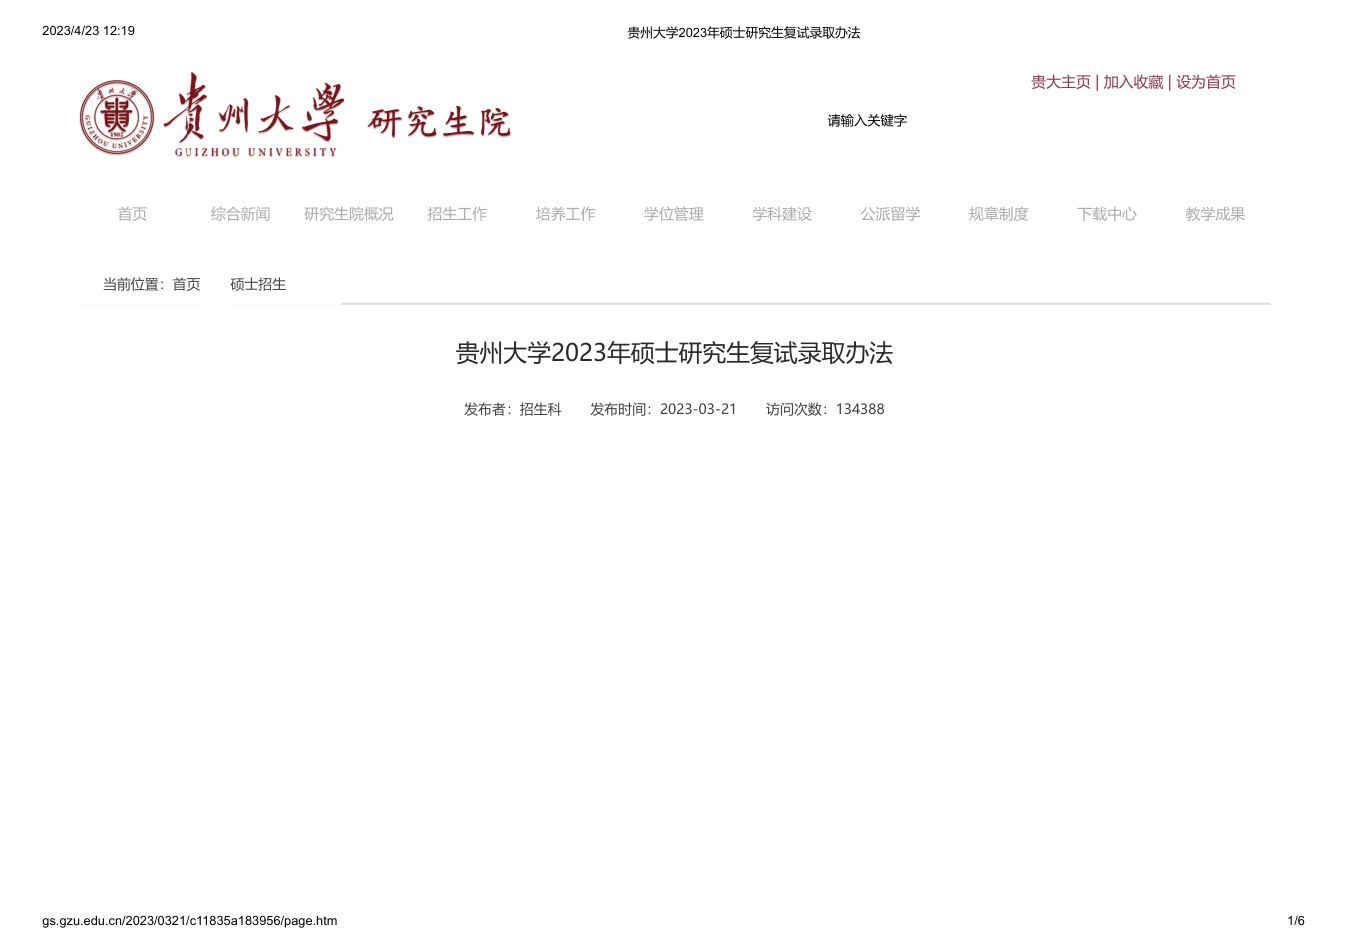 2023/4/23 12:19
贵州大学2023年硕士研究生复试录取办法
贵大主页 | 加入收藏 | 设为首页
貴州大學 研究生院
GUIZHOU UNIVERSITY
貴州大學
貴
1902
GUIZHOU UNIVERSITY
请输入关键字
首页 综合新闻 研究生院概况 招生工作 培养工作 学位管理 学科建设 公派留学 规章制度 下载中心 教学成果
当前位置：首页 硕士招生
贵州大学2023年硕士研究生复试录取办法
发布者：招生科 发布时间：2023-03-21 访问次数：134388
gs.gzu.edu.cn/2023/0321/c11835a183956/page.htm
1/6